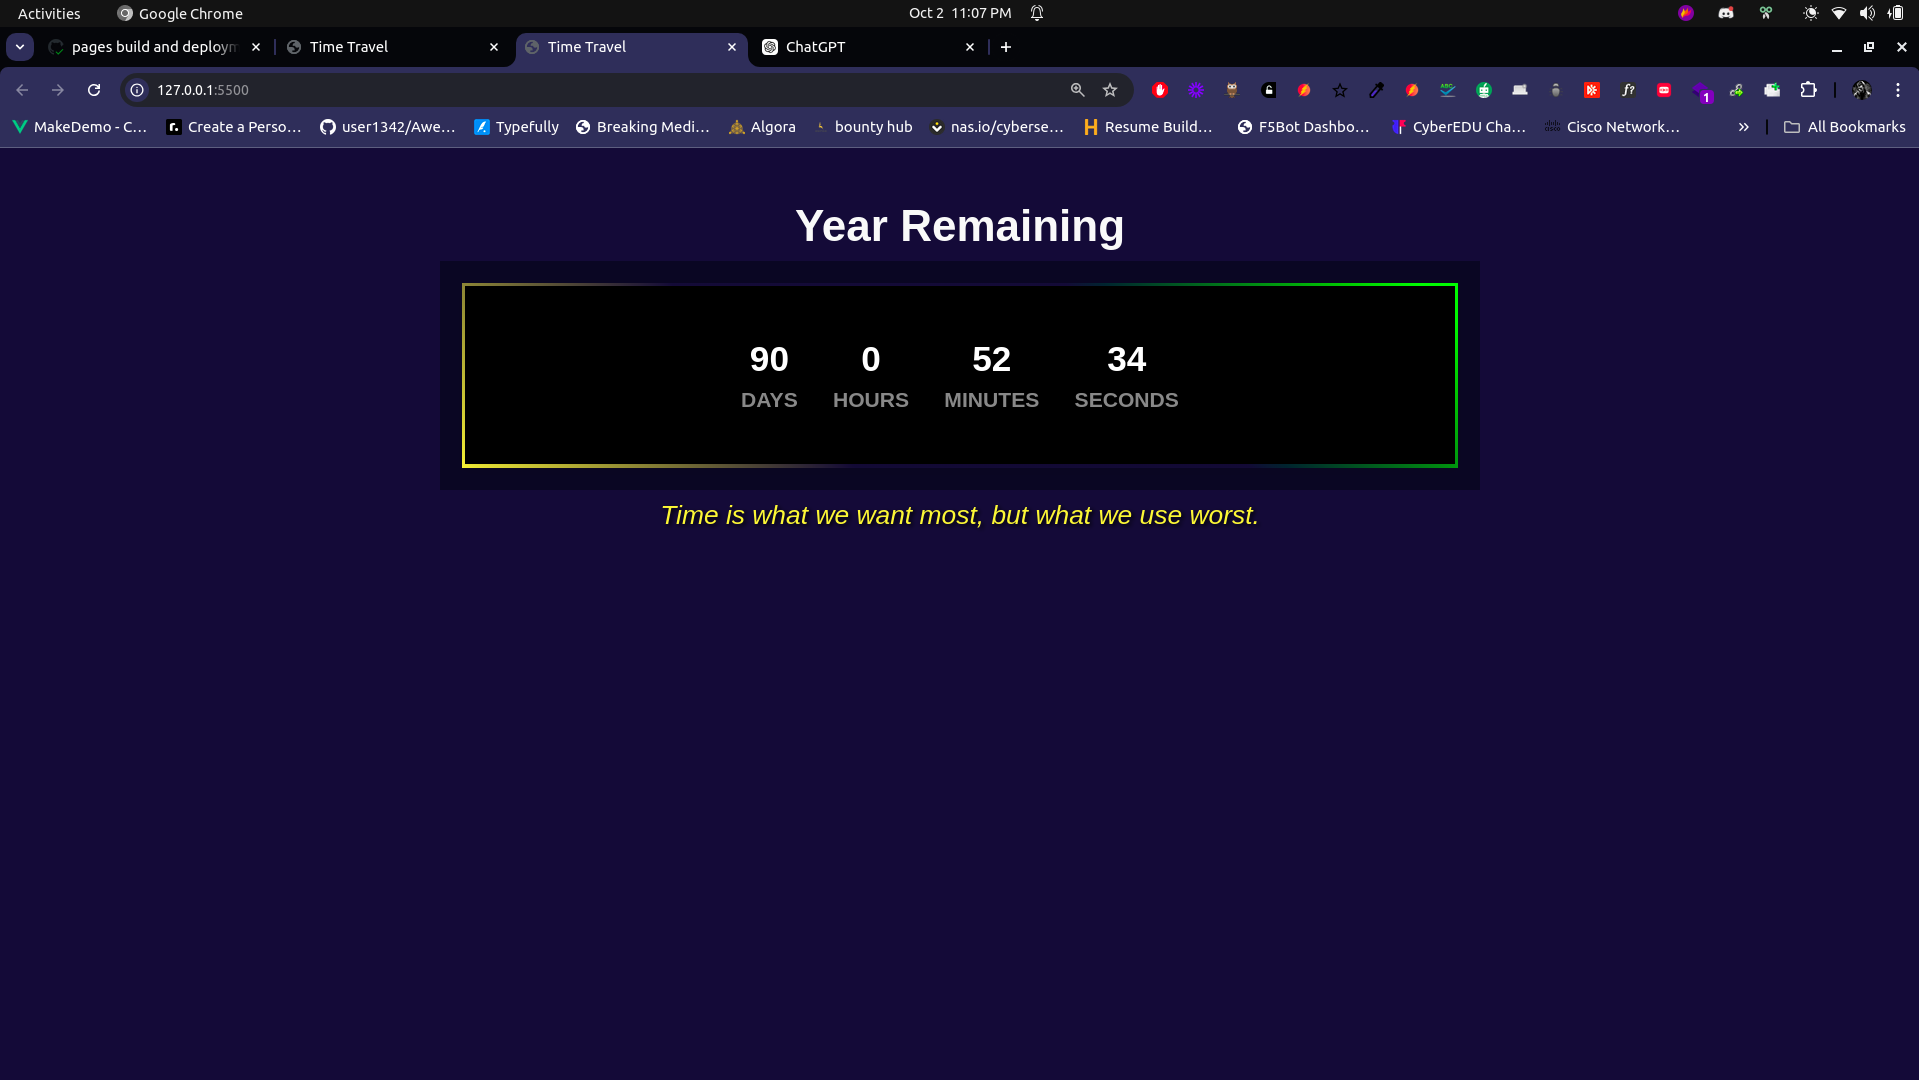 Activities Google Chrome Oct 2 11:07 PM
pages build and deploym Time Travel Time Travel ChatGPT
127.0.0.1:5500
MakeDemo - C... Create a Perso... user1342/Awe... Typefully Breaking Medi... Algora bounty hub nas.io/cyberse... Resume Build... F5Bot Dashbo... CyberEDU Cha... Cisco Network... All Bookmarks
Year Remaining
90 0 52 34
DAYS HOURS MINUTES SECONDS
Time is what we want most, but what we use worst.